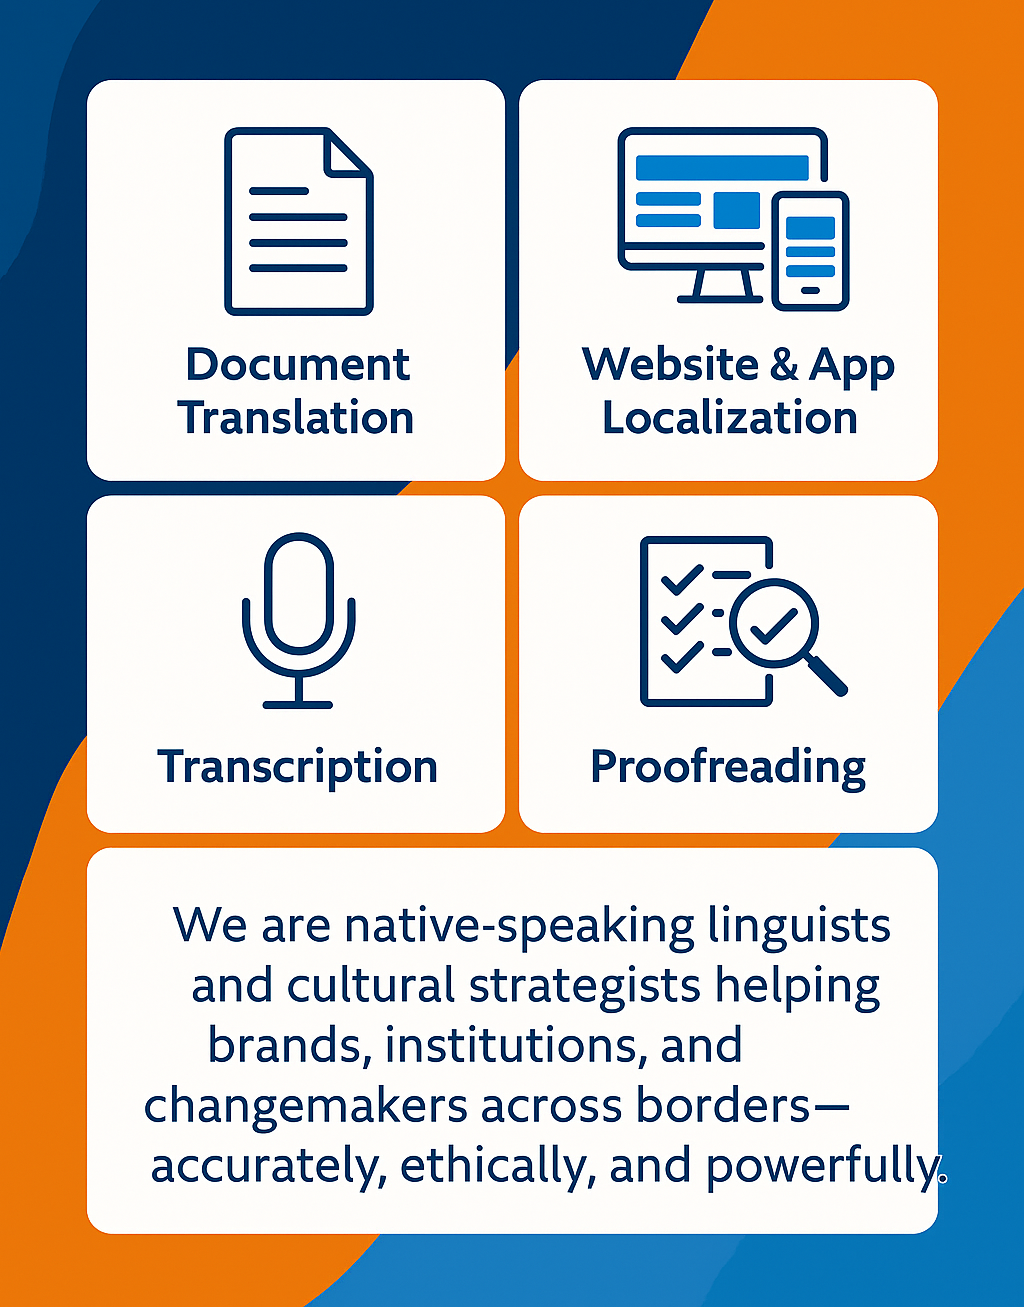 Document
Translation
Website & App
Localization
Transcription
Proofreading
We are native-speaking linguists
and cultural strategists helping
brands, institutions, and
changemakers across borders—
accurately, ethically, and powerfully.